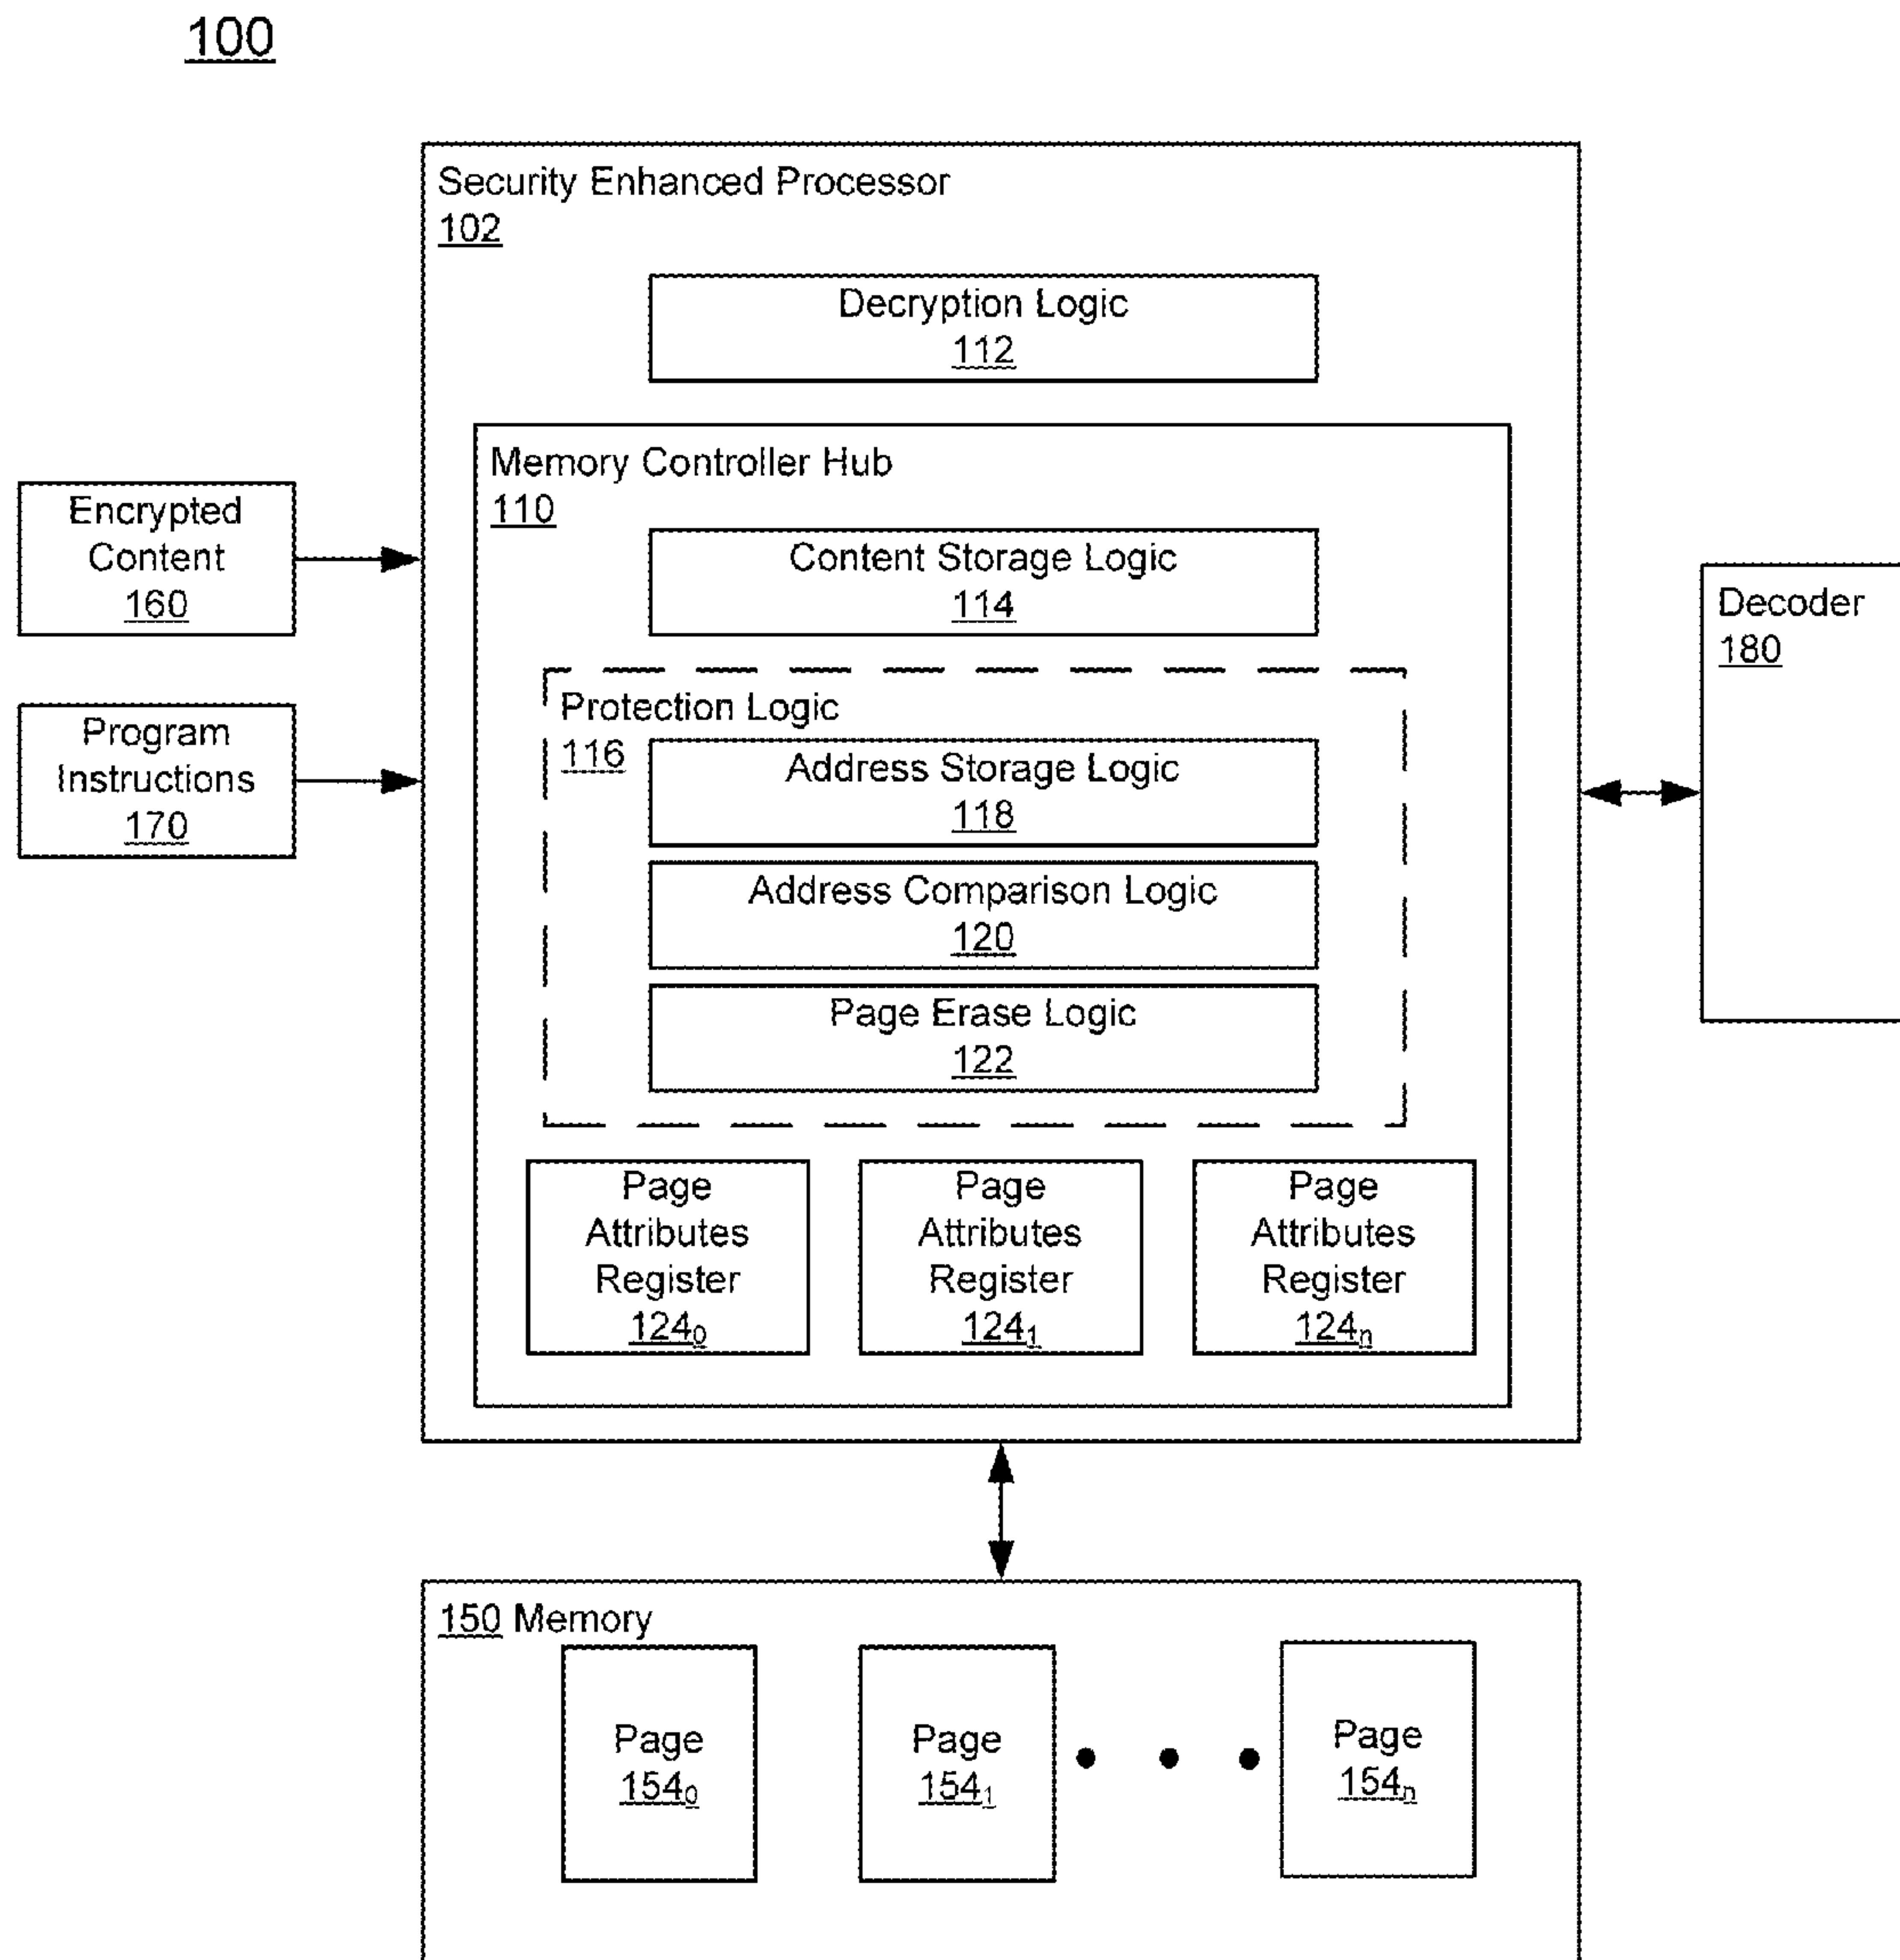 100
Security Enhanced Processor
102
Decryption Logic
112
Memory Controller Hub
110
Content Storage Logic
114
Encrypted
Content
160
Program
Instructions
170
Protection Logic
116
Address Storage Logic
118
Address Comparison Logic
120
Page Erase Logic
122
Page
Attributes
Register
124₀
Page
Attributes
Register
124₁
Page
Attributes
Register
124ₙ
Decoder
180
150 Memory
Page
154₀
Page
154₁
Page
154ₙ